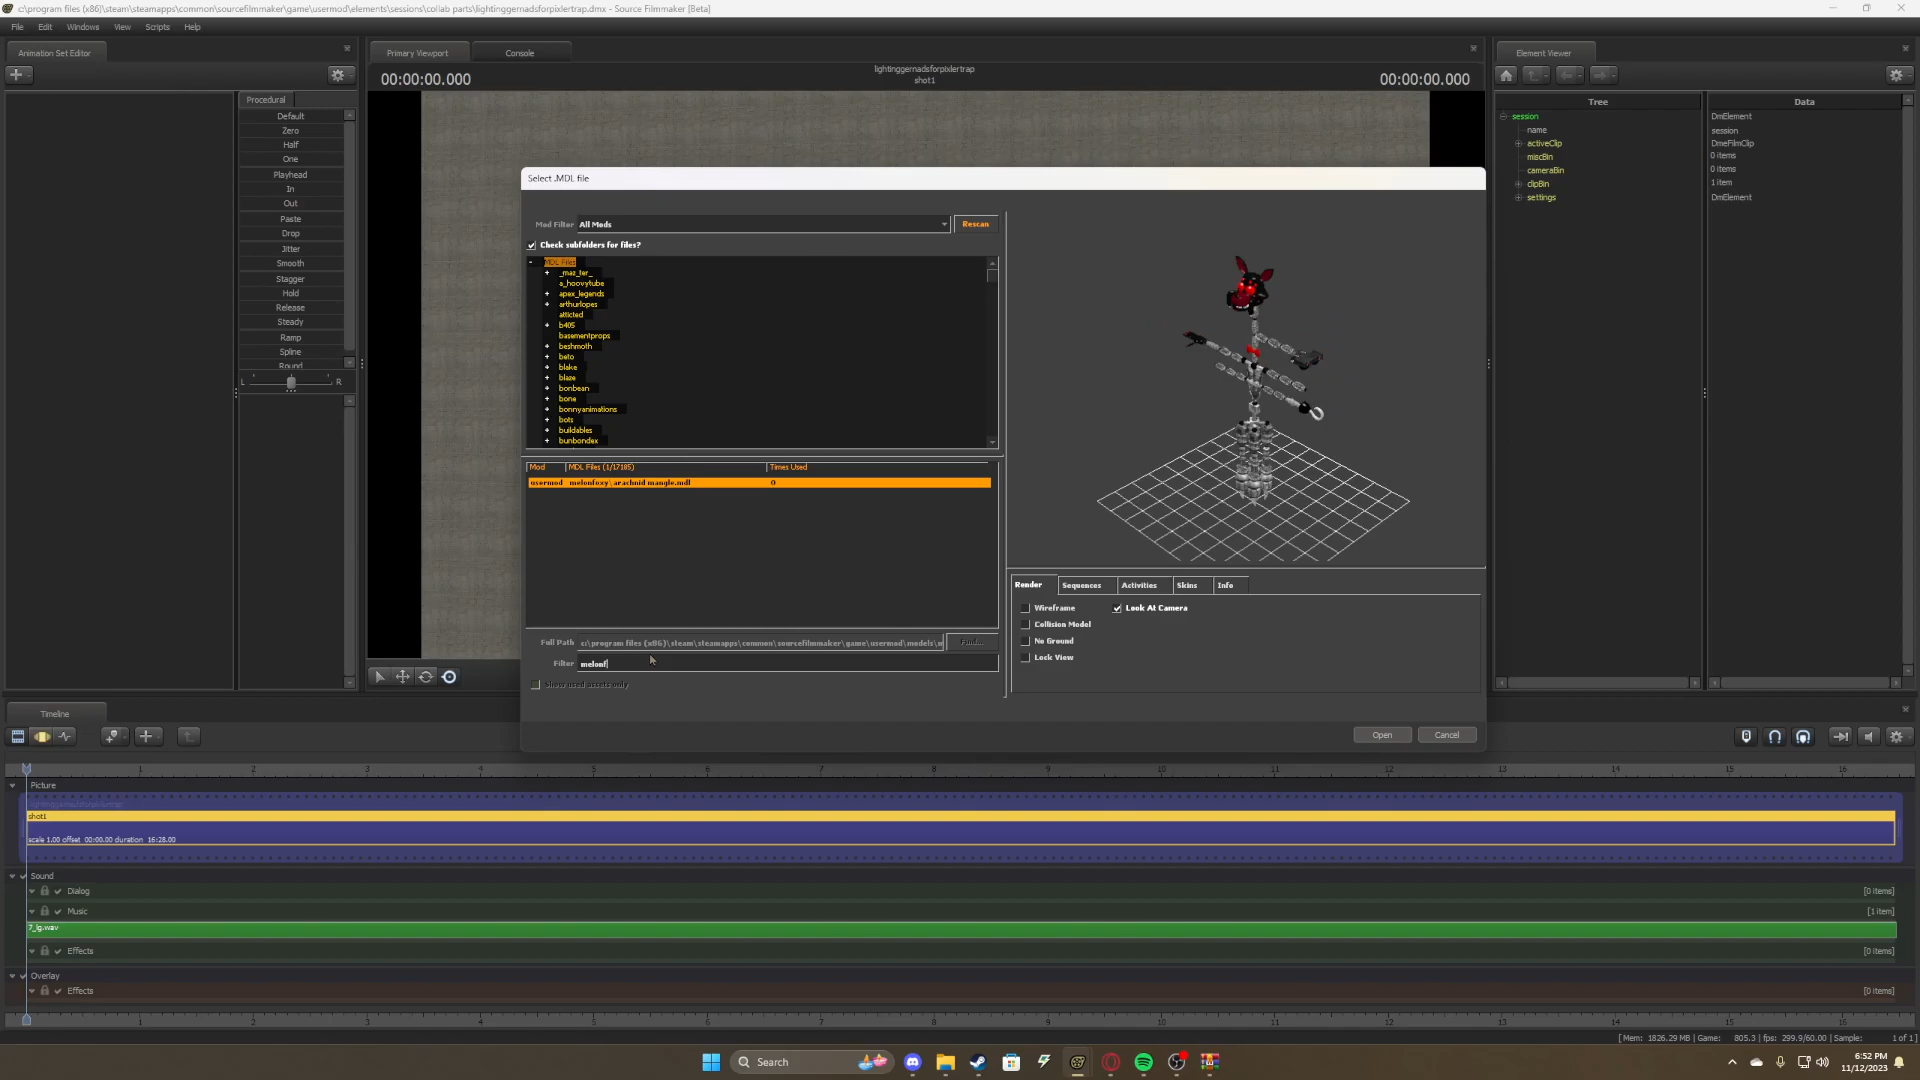 c:\program files (x86)\steam\steamapps\common\sourcefilmmaker\game\usermod\elements\sessions\collab parts\lightinggernadsforpixlertrap.dmx - Source Filmmaker [Beta]
File Edit Windows View Scripts Help
Animation Set Editor
Primary Viewport
Console
Element Viewer
00:00:00.000
lightinggernadsforpixlertrap
shot1
00:00:00.000
Procedural
Default
Zero
Half
One
Playhead
In
Out
Paste
Drop
Jitter
Smooth
Stagger
Hold
Release
Steady
Ramp
Spline
Round
L R
Tree Data
session DmElement
name session
activeClip DmeFilmClip
miscBin 0 items
cameraBin 0 items
clipBin 1 item
settings DmElement
Select .MDL file
Mod Filter All Mods Rescan
Check subfolders for files?
MDL Files
_maz_ter_
a_hoovytube
apex_legends
arthurlopes
atticted
b405
basementprops
beshmoth
beto
blake
blaze
bonbean
bone
bonnyanimations
bots
buildables
bunbondex
Mod MDL Files (1/17185) Times Used
usermod melonfoxy\arachnid mangle.mdl 0
Full Path c:\program files (x86)\steam\steamapps\common\sourcefilmmaker\game\usermod\models\m Find...
Filter melonf
Show used assets only
Render Sequences Activities Skins Info
Wireframe Look At Camera
Collision Model
No Ground
Lock View
Open Cancel
Timeline
1 2 3 4 5 6 7 8 9 10 11 12 13 14 15 16
Picture
lightinggernadsforpixlertrap
shot1
scale 1.00 offset 00:00.00 duration 16:28.00
Sound
Dialog [0 items]
Music [1 item]
7_lg.wav
Effects [0 items]
Overlay
Effects [0 items]
1 2 3 4 5 6 7 8 9 10 11 12 13 14 15 16
[ Mem: 1826.29 MB | Game: 805.3 | fps: 299.9/60.00 | Sample: 1 of 1 ]
Search
6:52 PM
11/12/2023